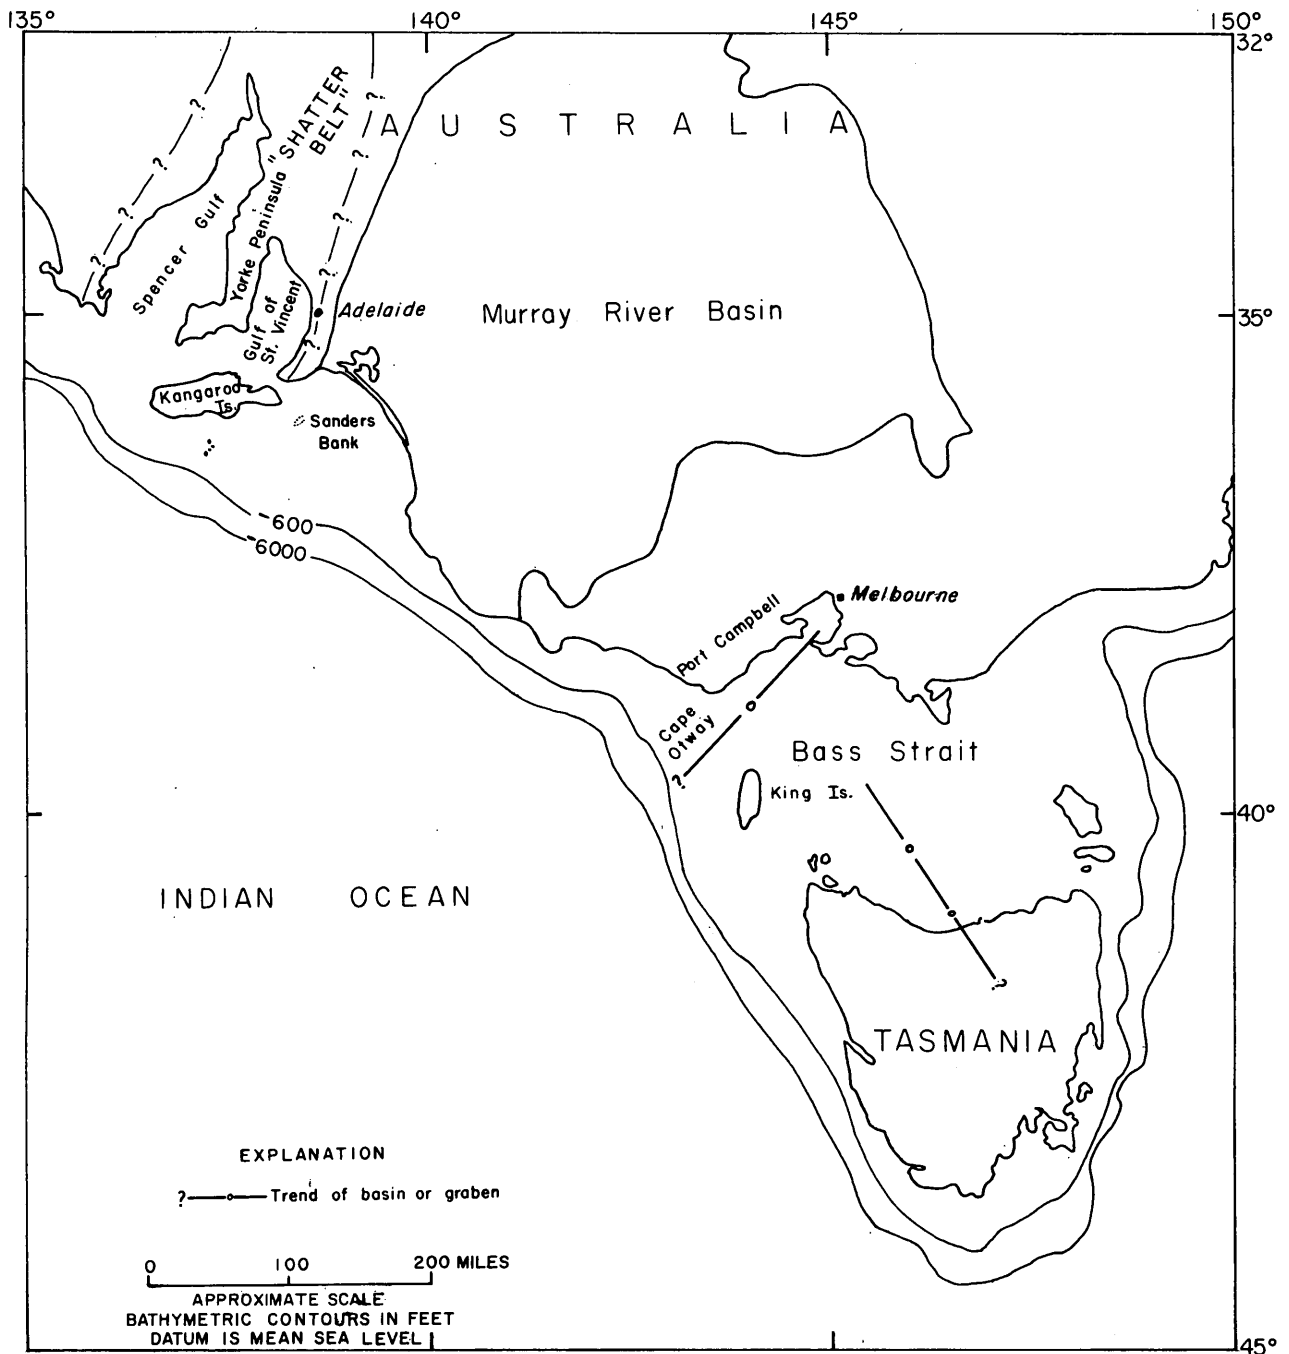 135° 140° 145° 150°
32°
"SHATTER
BELT"
AUSTRALIA
Spencer Gulf
Yorke Peninsula
Gulf of
St. Vincent
Adelaide
Murray River Basin
35°
Kangaroo
Is.
Sanders
Bank
-600
-6000
Melbourne
Port Campbell
Cape
Otway
?
Bass Strait
King Is.
40°
INDIAN OCEAN
?
TASMANIA
EXPLANATION
? Trend of basin or graben
0 100 200 MILES
APPROXIMATE SCALE
BATHYMETRIC CONTOURS IN FEET
DATUM IS MEAN SEA LEVEL
45°